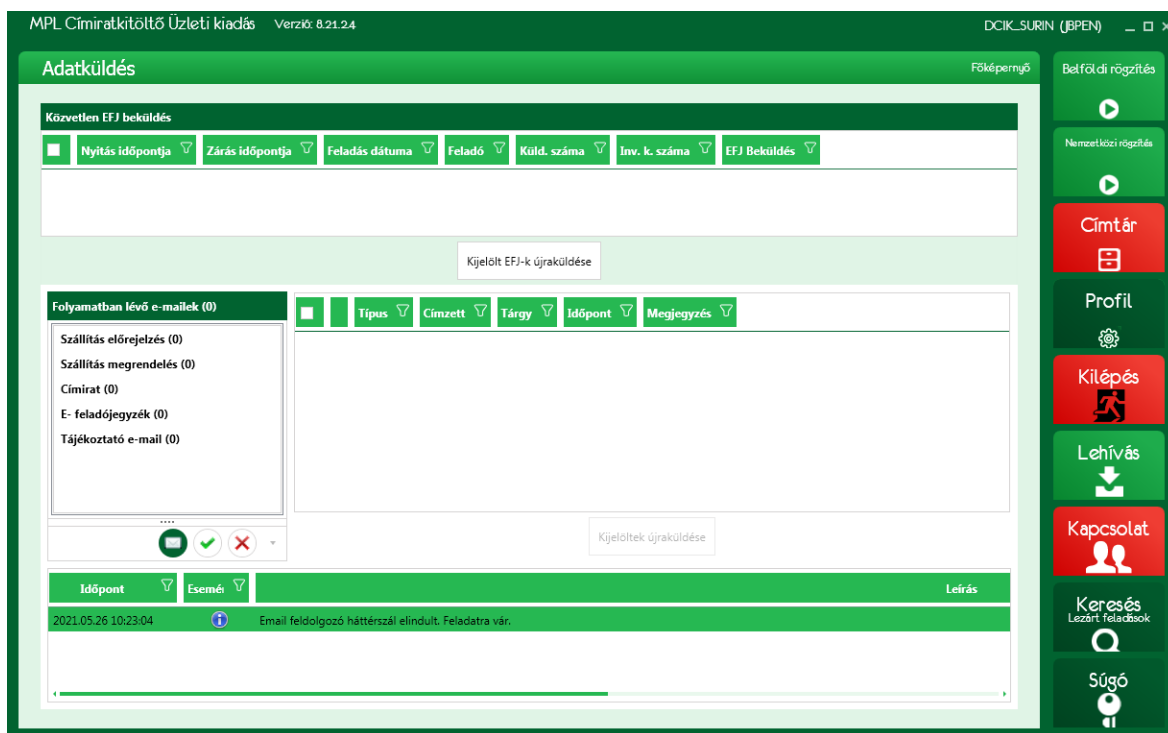 MPL Címiratkitöltő Üzleti kiadás Verzió: 8.21.2.4
DCIK_SURIN (JBPEN)
Adatküldés
Főképernyő
Közvetlen EFJ beküldés
Nyitás időpontja Zárás időpontja Feladás dátuma Feladó Küld. száma Inv. k. száma EFJ Beküldés
Kijelölt EFJ-k újraküldése
Folyamatban lévő e-mailek (0)
Szállítás előrejelzés (0)
Szállítás megrendelés (0)
Címirat (0)
E- feladójegyzék (0)
Tájékoztató e-mail (0)
Típus Címzett Tárgy Időpont Megjegyzés
Kijelöltek újraküldése
Időpont Esemé Leírás
2021.05.26 10:23:04 Email feldolgozó háttérszál elindult. Feladatra vár.
Belföldi rögzítés
Nemzetközi rögzítés
Címtár
Profil
Kilépés
Lehívás
Kapcsolat
Keresés
Lezárt feladások
Súgó